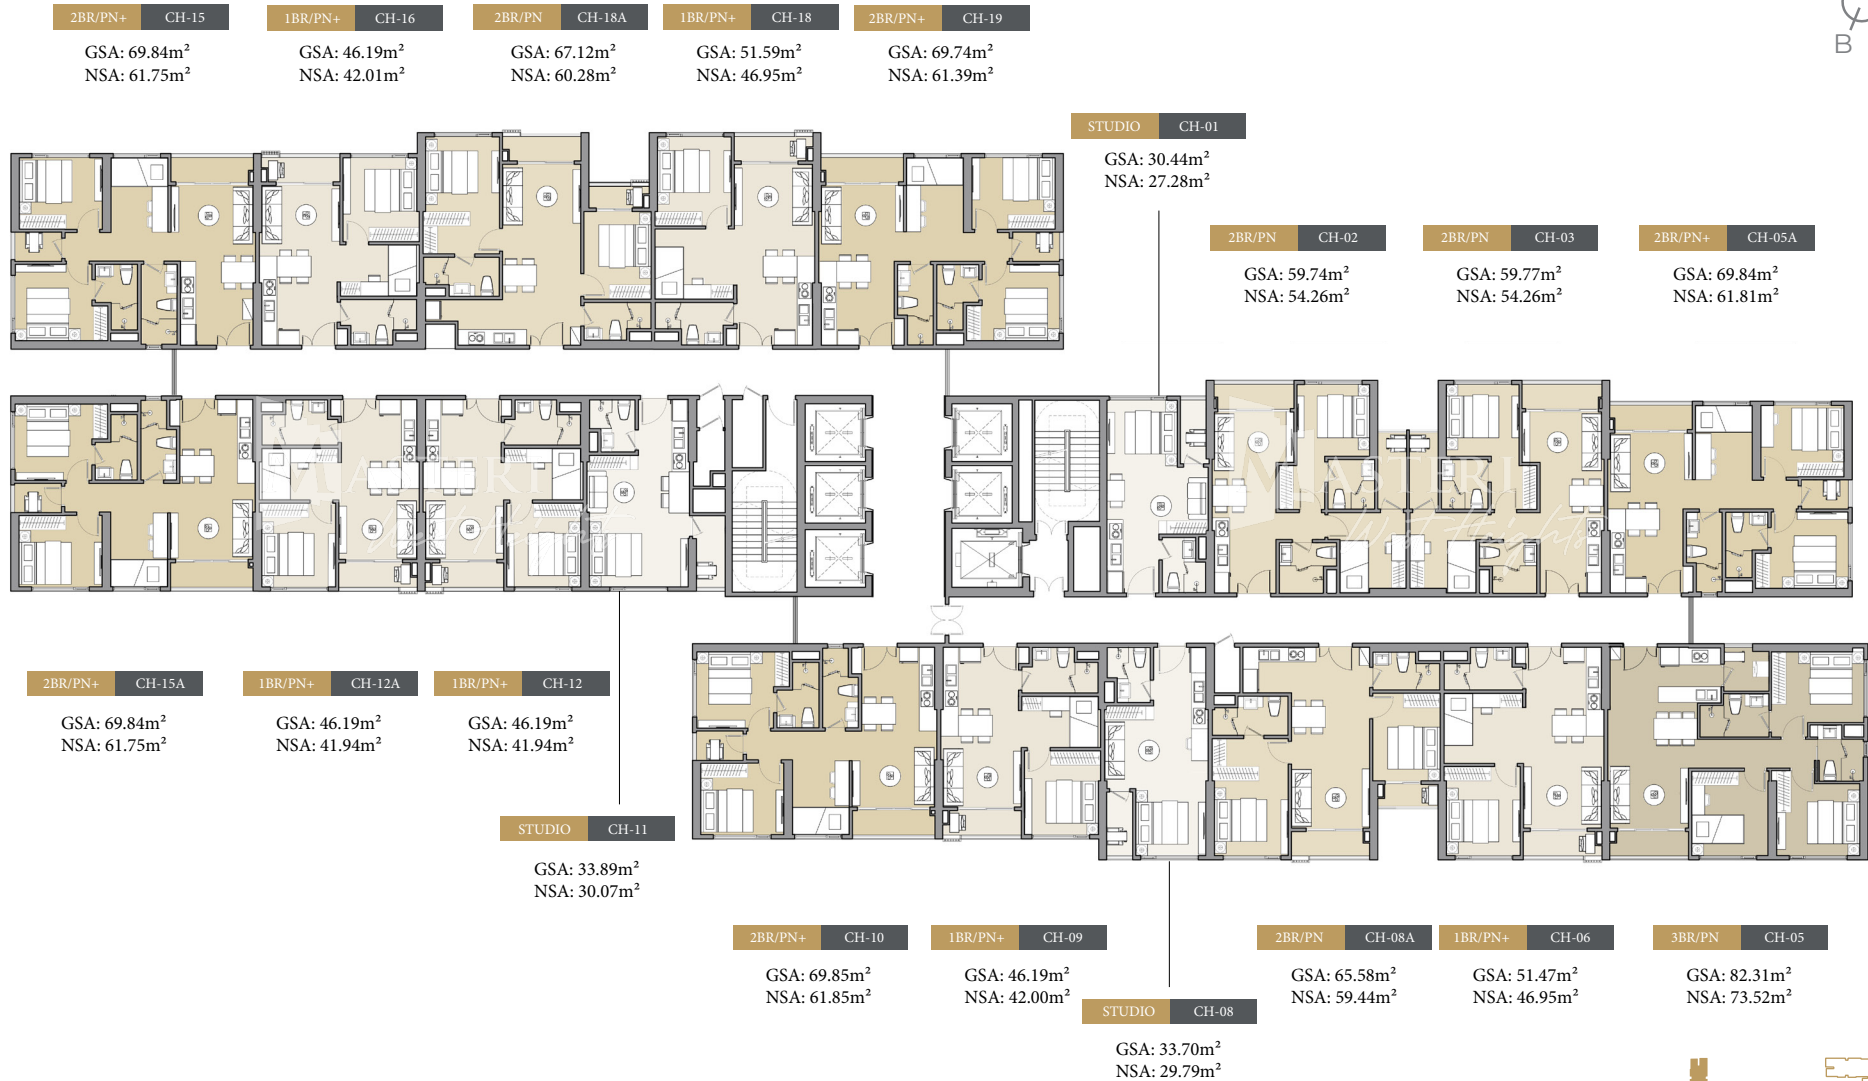 2BR/PN+ CH-15
GSA: 69.84m²
NSA: 61.75m²
1BR/PN+ CH-16
GSA: 46.19m²
NSA: 42.01m²
2BR/PN CH-18A
GSA: 67.12m²
NSA: 60.28m²
1BR/PN+ CH-18
GSA: 51.59m²
NSA: 46.95m²
2BR/PN+ CH-19
GSA: 69.74m²
NSA: 61.39m²
B
STUDIO CH-01
GSA: 30.44m²
NSA: 27.28m²
2BR/PN CH-02
GSA: 59.74m²
NSA: 54.26m²
2BR/PN CH-03
GSA: 59.77m²
NSA: 54.26m²
2BR/PN+ CH-05A
GSA: 69.84m²
NSA: 61.81m²
MASTERI
West Heights
MASTERI
West Heights
2BR/PN+ CH-15A
GSA: 69.84m²
NSA: 61.75m²
1BR/PN+ CH-12A
GSA: 46.19m²
NSA: 41.94m²
1BR/PN+ CH-12
GSA: 46.19m²
NSA: 41.94m²
STUDIO CH-11
GSA: 33.89m²
NSA: 30.07m²
2BR/PN+ CH-10
GSA: 69.85m²
NSA: 61.85m²
1BR/PN+ CH-09
GSA: 46.19m²
NSA: 42.00m²
STUDIO CH-08
GSA: 33.70m²
NSA: 29.79m²
2BR/PN CH-08A
GSA: 65.58m²
NSA: 59.44m²
1BR/PN+ CH-06
GSA: 51.47m²
NSA: 46.95m²
3BR/PN CH-05
GSA: 82.31m²
NSA: 73.52m²